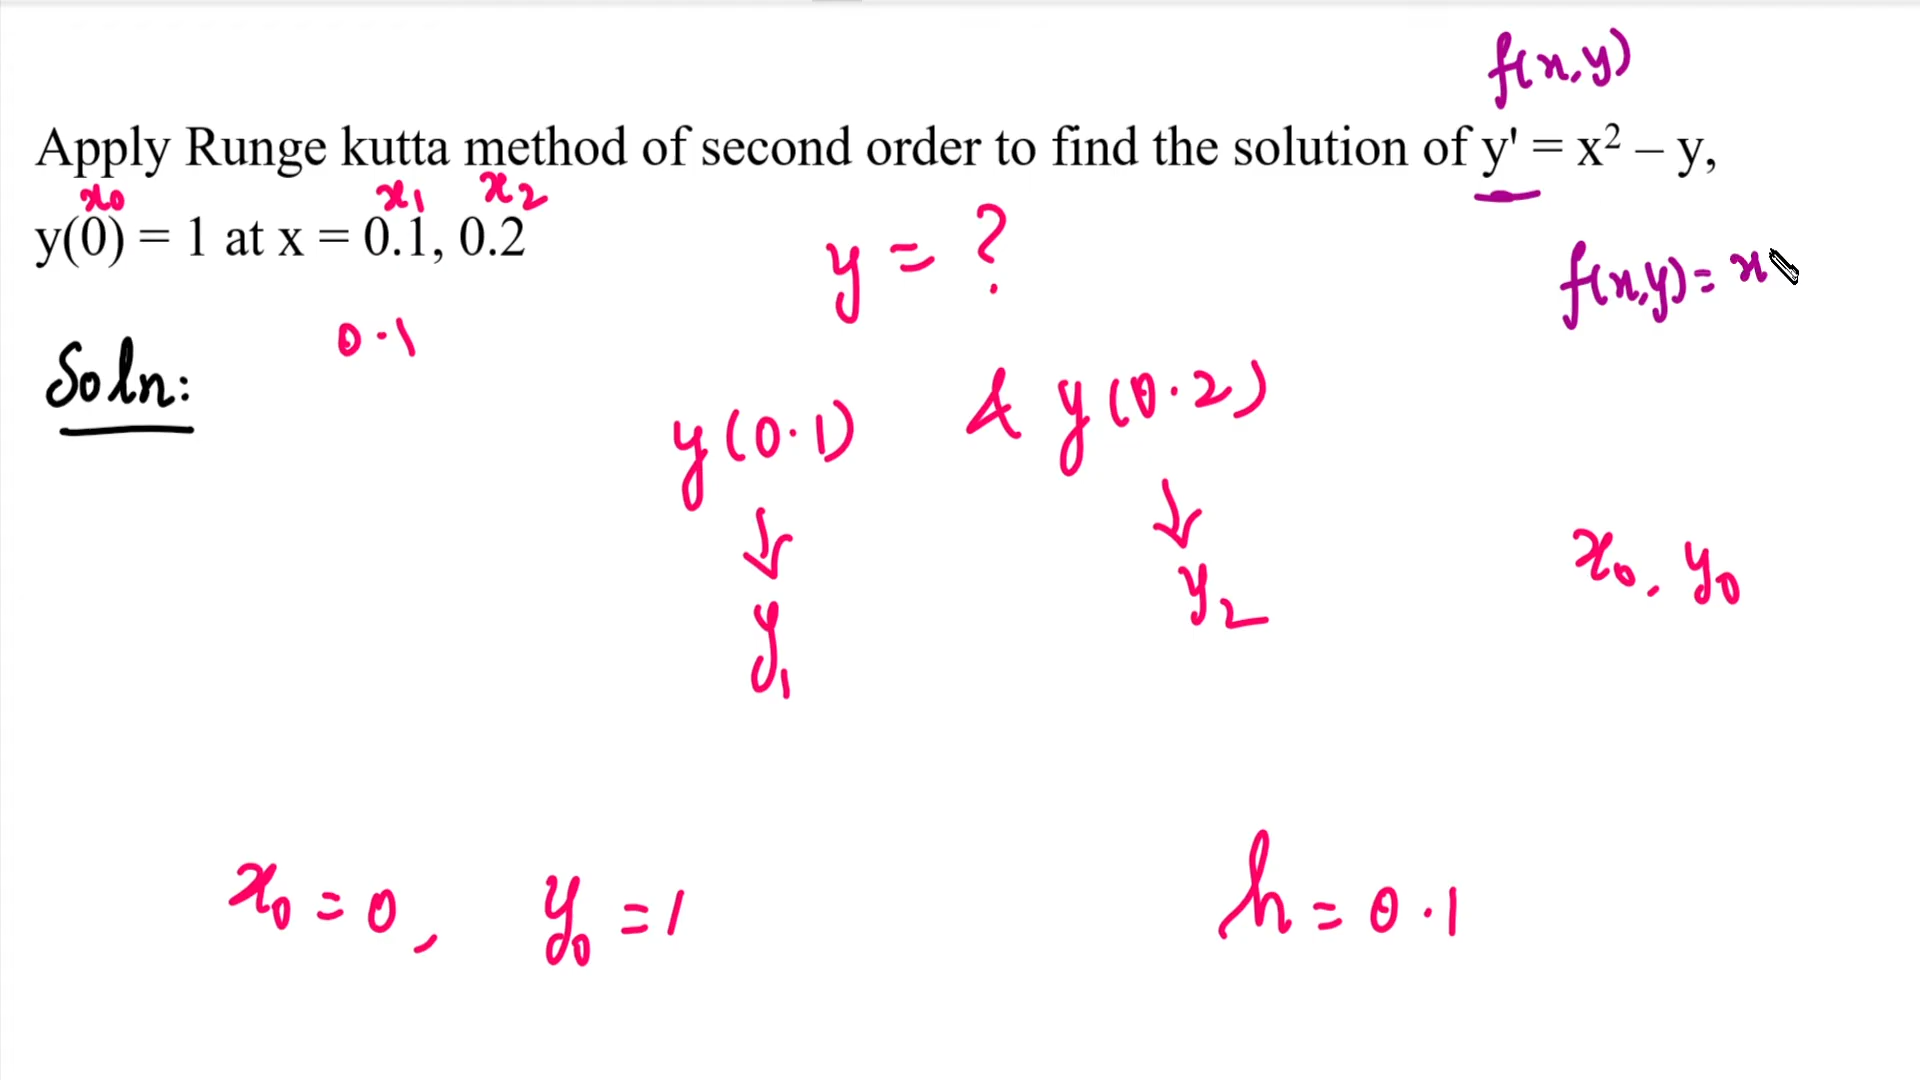 f(x,y)
Apply Runge kutta method of second order to find the solution of y' = x² – y,
x₀ x₁ x₂
y(0) = 1 at x = 0.1, 0.2
y = ?
f(x,y) = x
0.1
Soln:
y(0.1) & y(0.2)
↓ ↓
y₁ y₂
x₀, y₀
x₀ = 0, y₀ = 1 h = 0.1